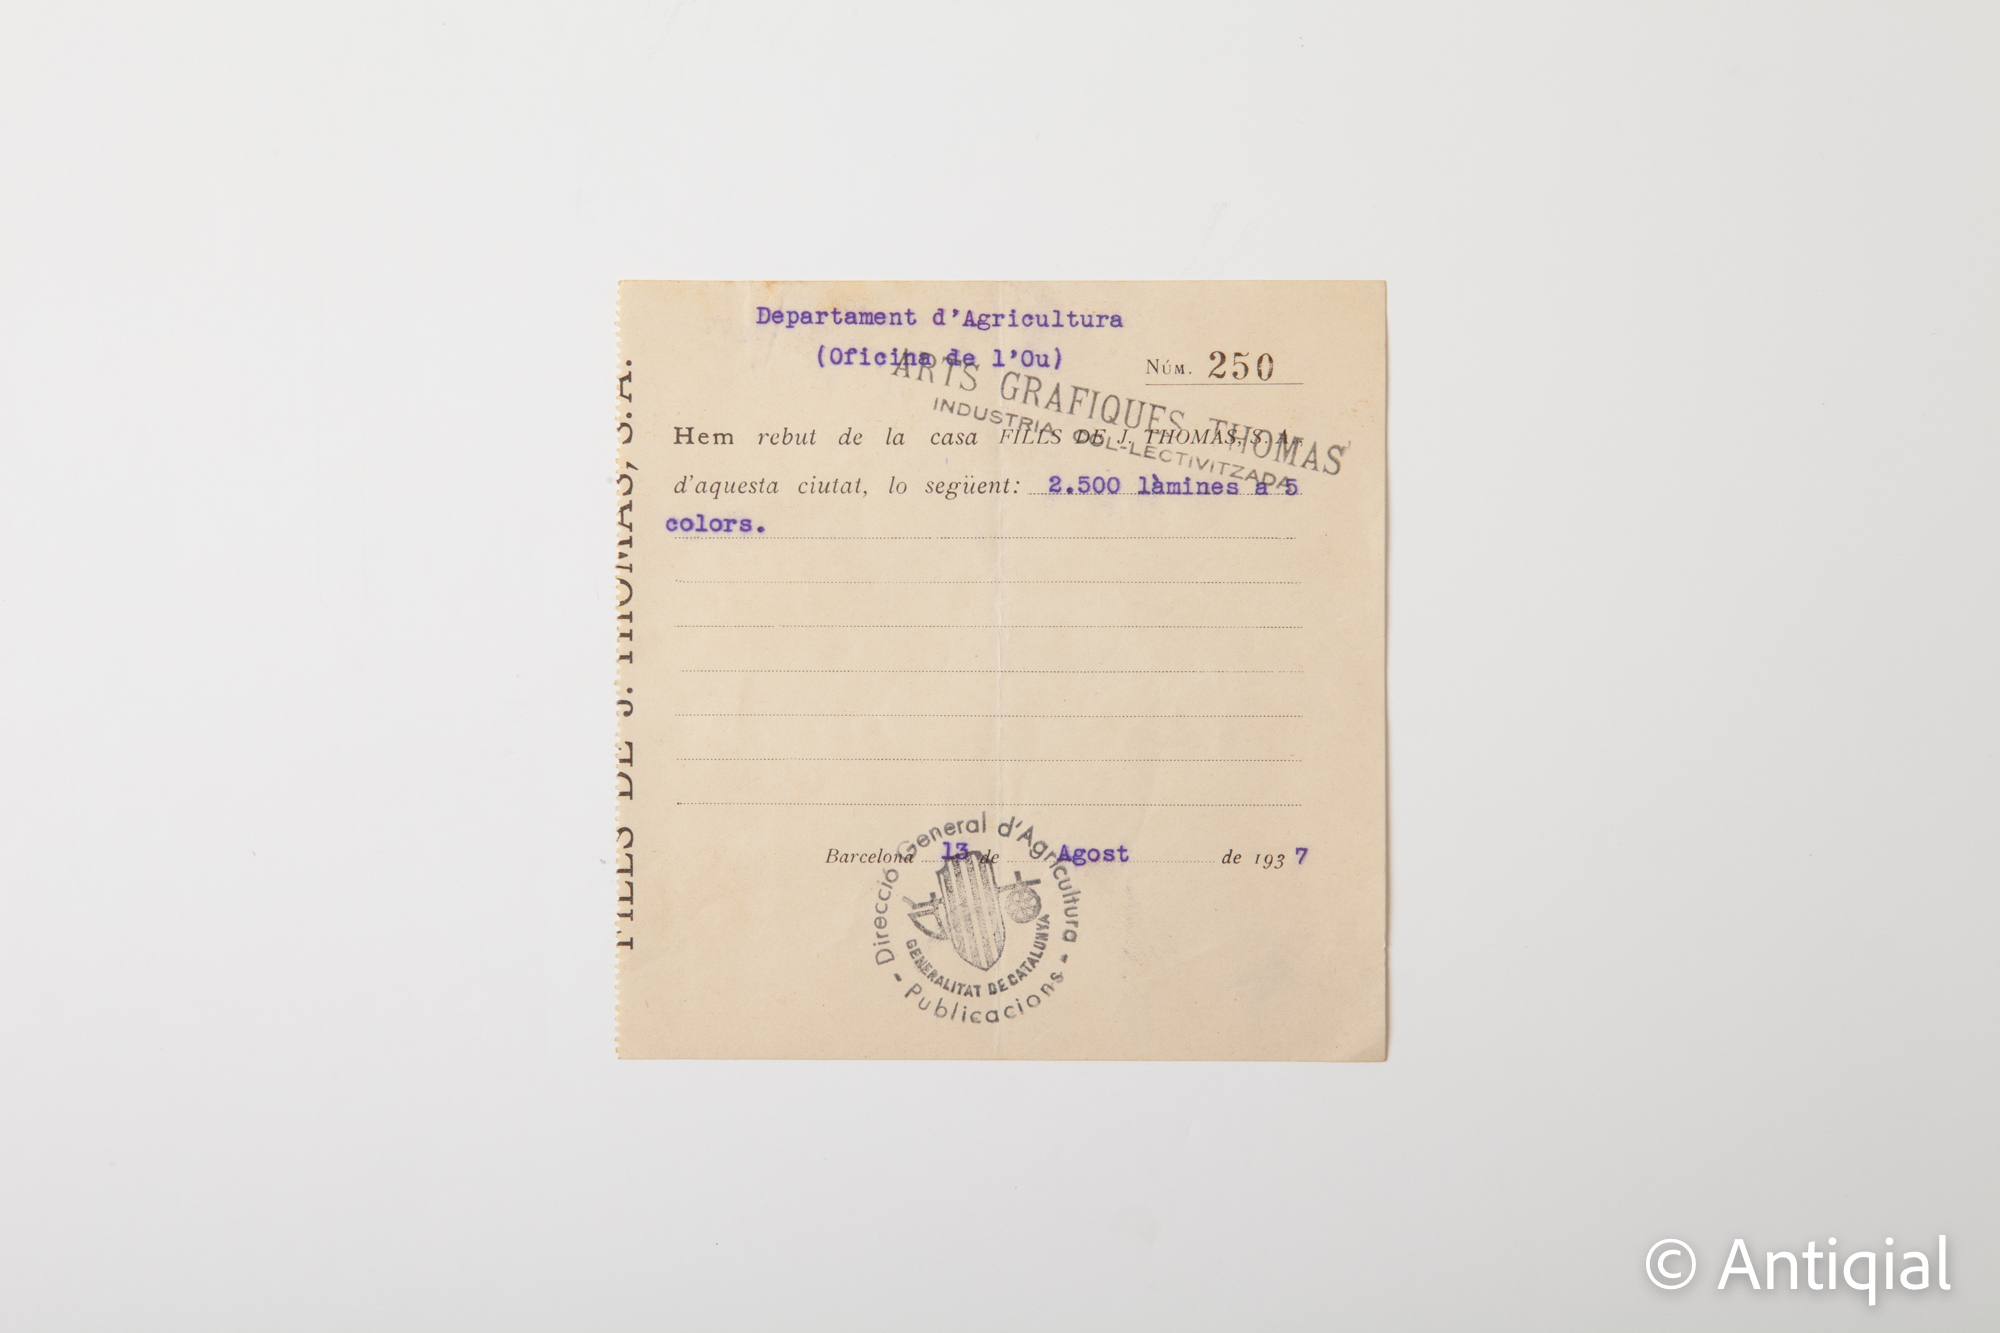 Departament d'Agricultura
(Oficina de l'Ou)
Núm. 250
ARTS GRAFIQUES THOMAS
INDUSTRIA COL-LECTIVITZADA
Hem rebut de la casa FILLS DE J. THOMAS, S. A.,
d'aquesta ciutat, lo següent: 2.500 làmines a 5
colors.
Barcelona 13 de Agost de 1937
Direcció General d'Agricultura
GENERALITAT DE CATALUNYA
- Publicacions -
FILLS DE J. THOMAS, S. A.
© Antiqial